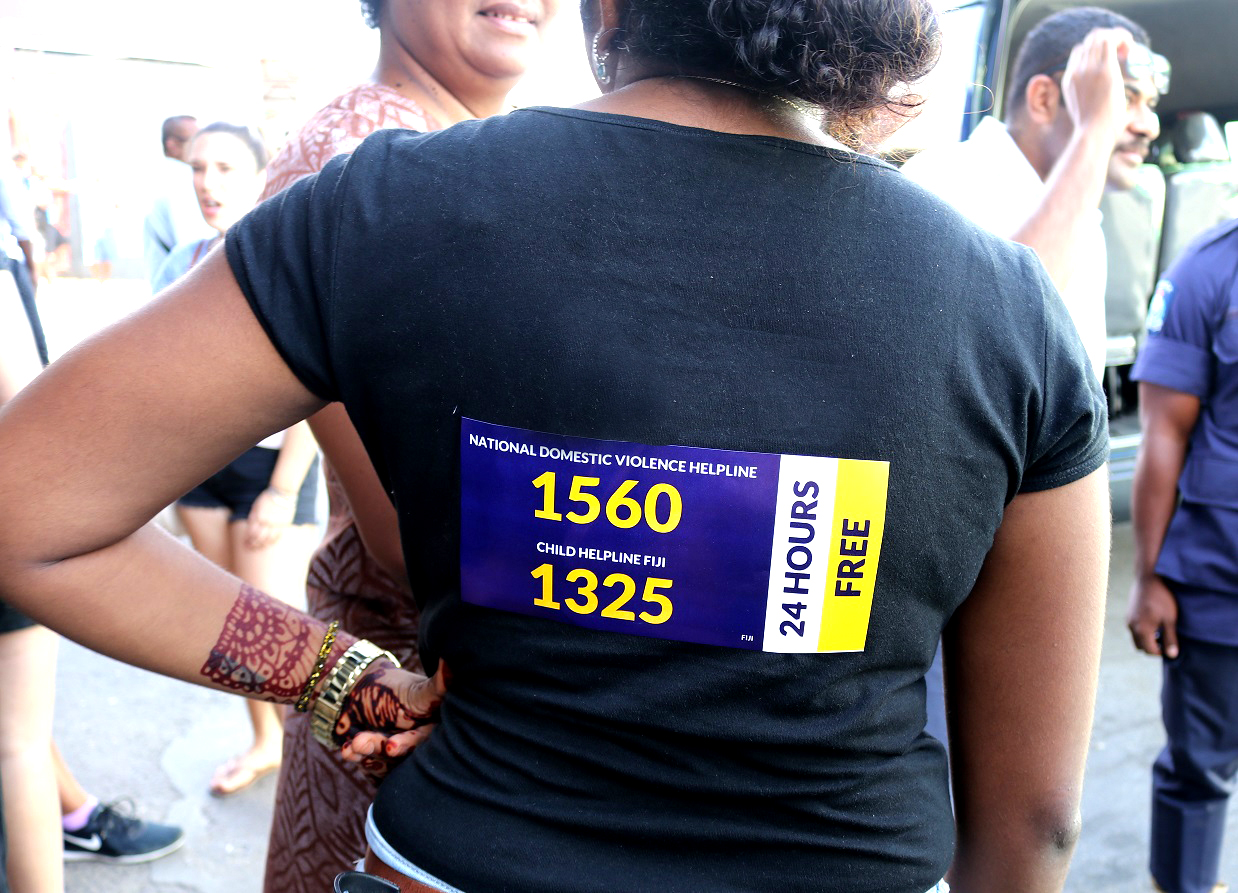 NATIONAL DOMESTIC VIOLENCE HELPLINE
1560
CHILD HELPLINE FIJI
1325
FIJI
24 HOURS
FREE